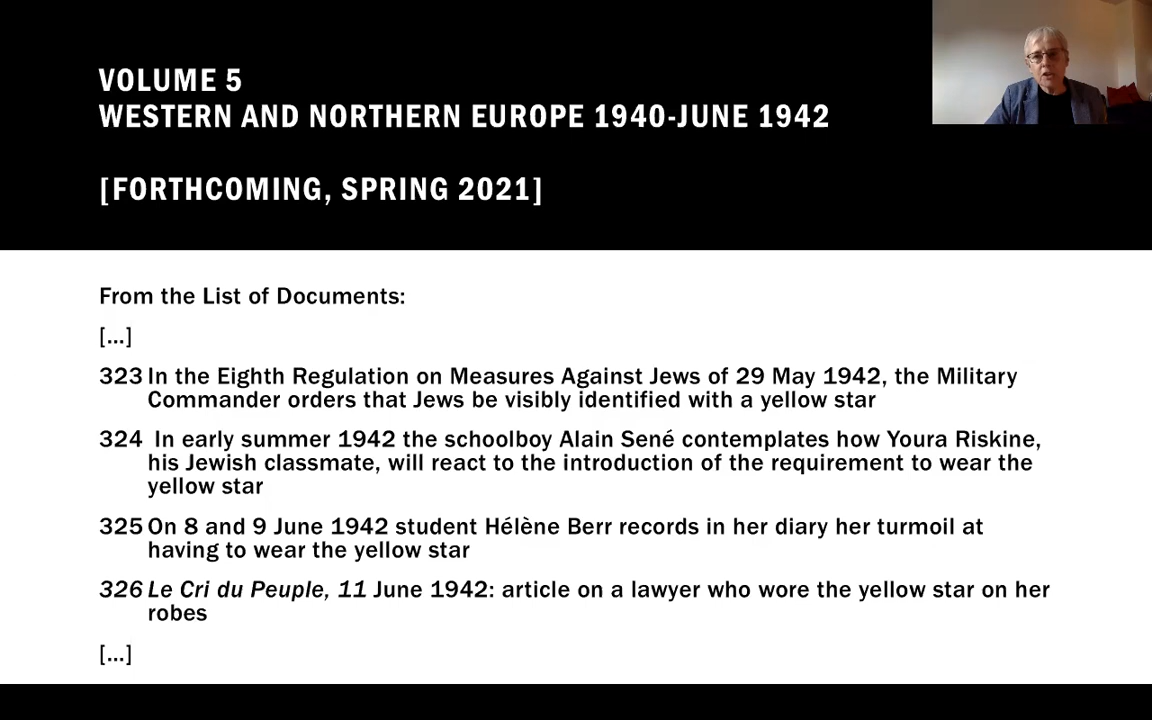 VOLUME 5
WESTERN AND NORTHERN EUROPE 1940-JUNE 1942
[FORTHCOMING, SPRING 2021]
From the List of Documents:
[...]
323 In the Eighth Regulation on Measures Against Jews of 29 May 1942, the Military
Commander orders that Jews be visibly identified with a yellow star
324 In early summer 1942 the schoolboy Alain Sené contemplates how Youra Riskine,
his Jewish classmate, will react to the introduction of the requirement to wear the
yellow star
325 On 8 and 9 June 1942 student Hélène Berr records in her diary her turmoil at
having to wear the yellow star
326 Le Cri du Peuple, 11 June 1942: article on a lawyer who wore the yellow star on her
robes
[...]